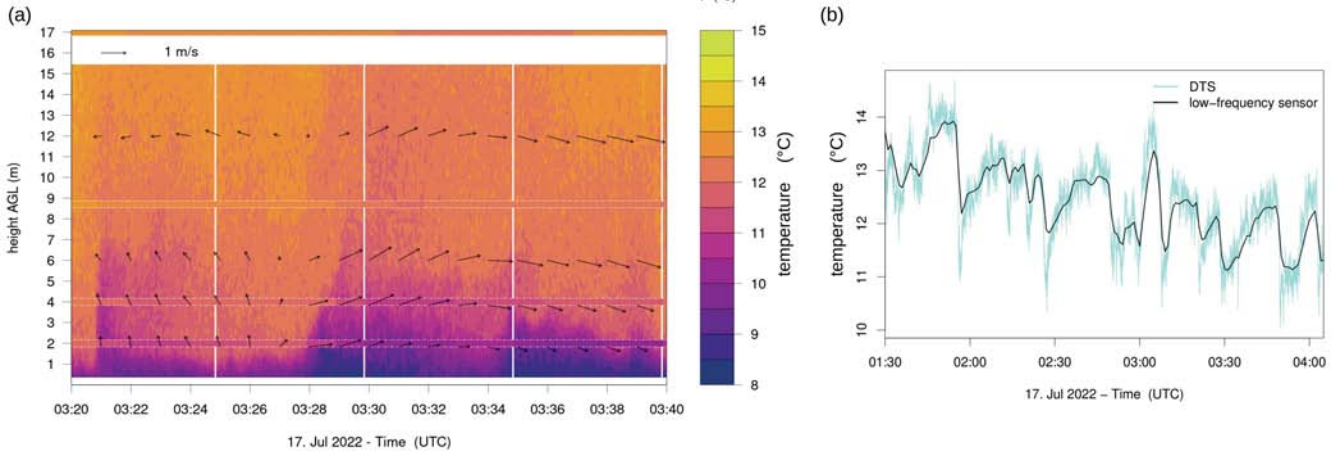 (a)
17
16
15
14
13
12
11
10
9
8
7
6
5
4
3
2
1
height AGL (m)
1 m/s
03:20 03:22 03:24 03:26 03:28 03:30 03:32 03:34 03:36 03:38 03:40
17. Jul 2022 - Time (UTC)
15
14
13
12
11
10
9
8
temperature (°C)
(b)
DTS
low-frequency sensor
14
13
12
11
10
temperature (°C)
01:30 02:00 02:30 03:00 03:30 04:00
17. Jul 2022 – Time (UTC)